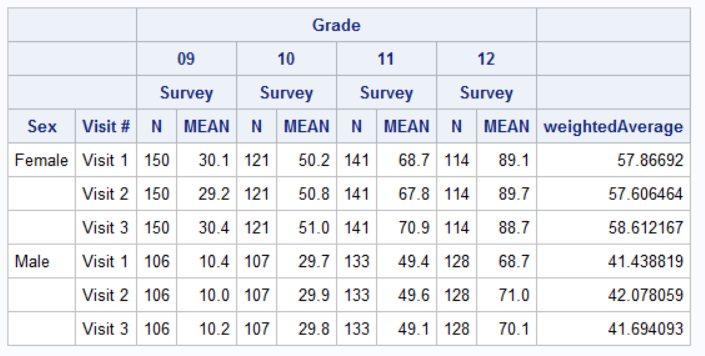 Grade
09 10 11 12
Survey Survey Survey Survey
Sex Visit # N MEAN N MEAN N MEAN N MEAN weightedAverage
Female Visit 1 150 30.1 121 50.2 141 68.7 114 89.1 57.86692
Visit 2 150 29.2 121 50.8 141 67.8 114 89.7 57.606464
Visit 3 150 30.4 121 51.0 141 70.9 114 88.7 58.612167
Male Visit 1 106 10.4 107 29.7 133 49.4 128 68.7 41.438819
Visit 2 106 10.0 107 29.9 133 49.6 128 71.0 42.078059
Visit 3 106 10.2 107 29.8 133 49.1 128 70.1 41.694093